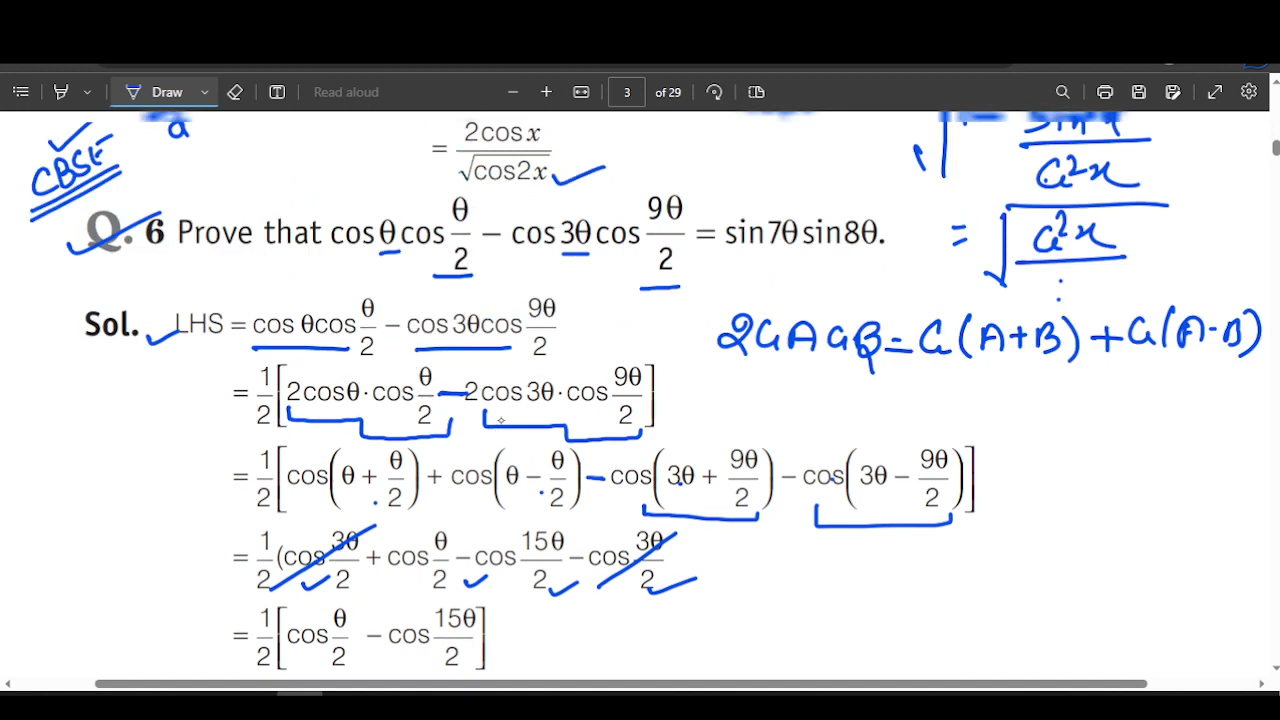 Draw
Read aloud
3 of 29
a
= 2cosx / √cos2x
CBSE
Q. 6 Prove that cosθcos θ/2 − cos3θcos 9θ/2 = sin7θsin8θ.
= √
Sol. LHS = cos θcos θ/2 − cos3θcos 9θ/2
= 1/2[2cosθ·cos θ/2 − 2cos3θ·cos 9θ/2]
= 1/2[cos(θ + θ/2) + cos(θ − θ/2) − cos(3θ + 9θ/2) − cos(3θ − 9θ/2)]
= 1/2(cos 3θ/2 + cos θ/2 − cos 15θ/2 − cos 3θ/2
= 1/2[cos θ/2 − cos 15θ/2]